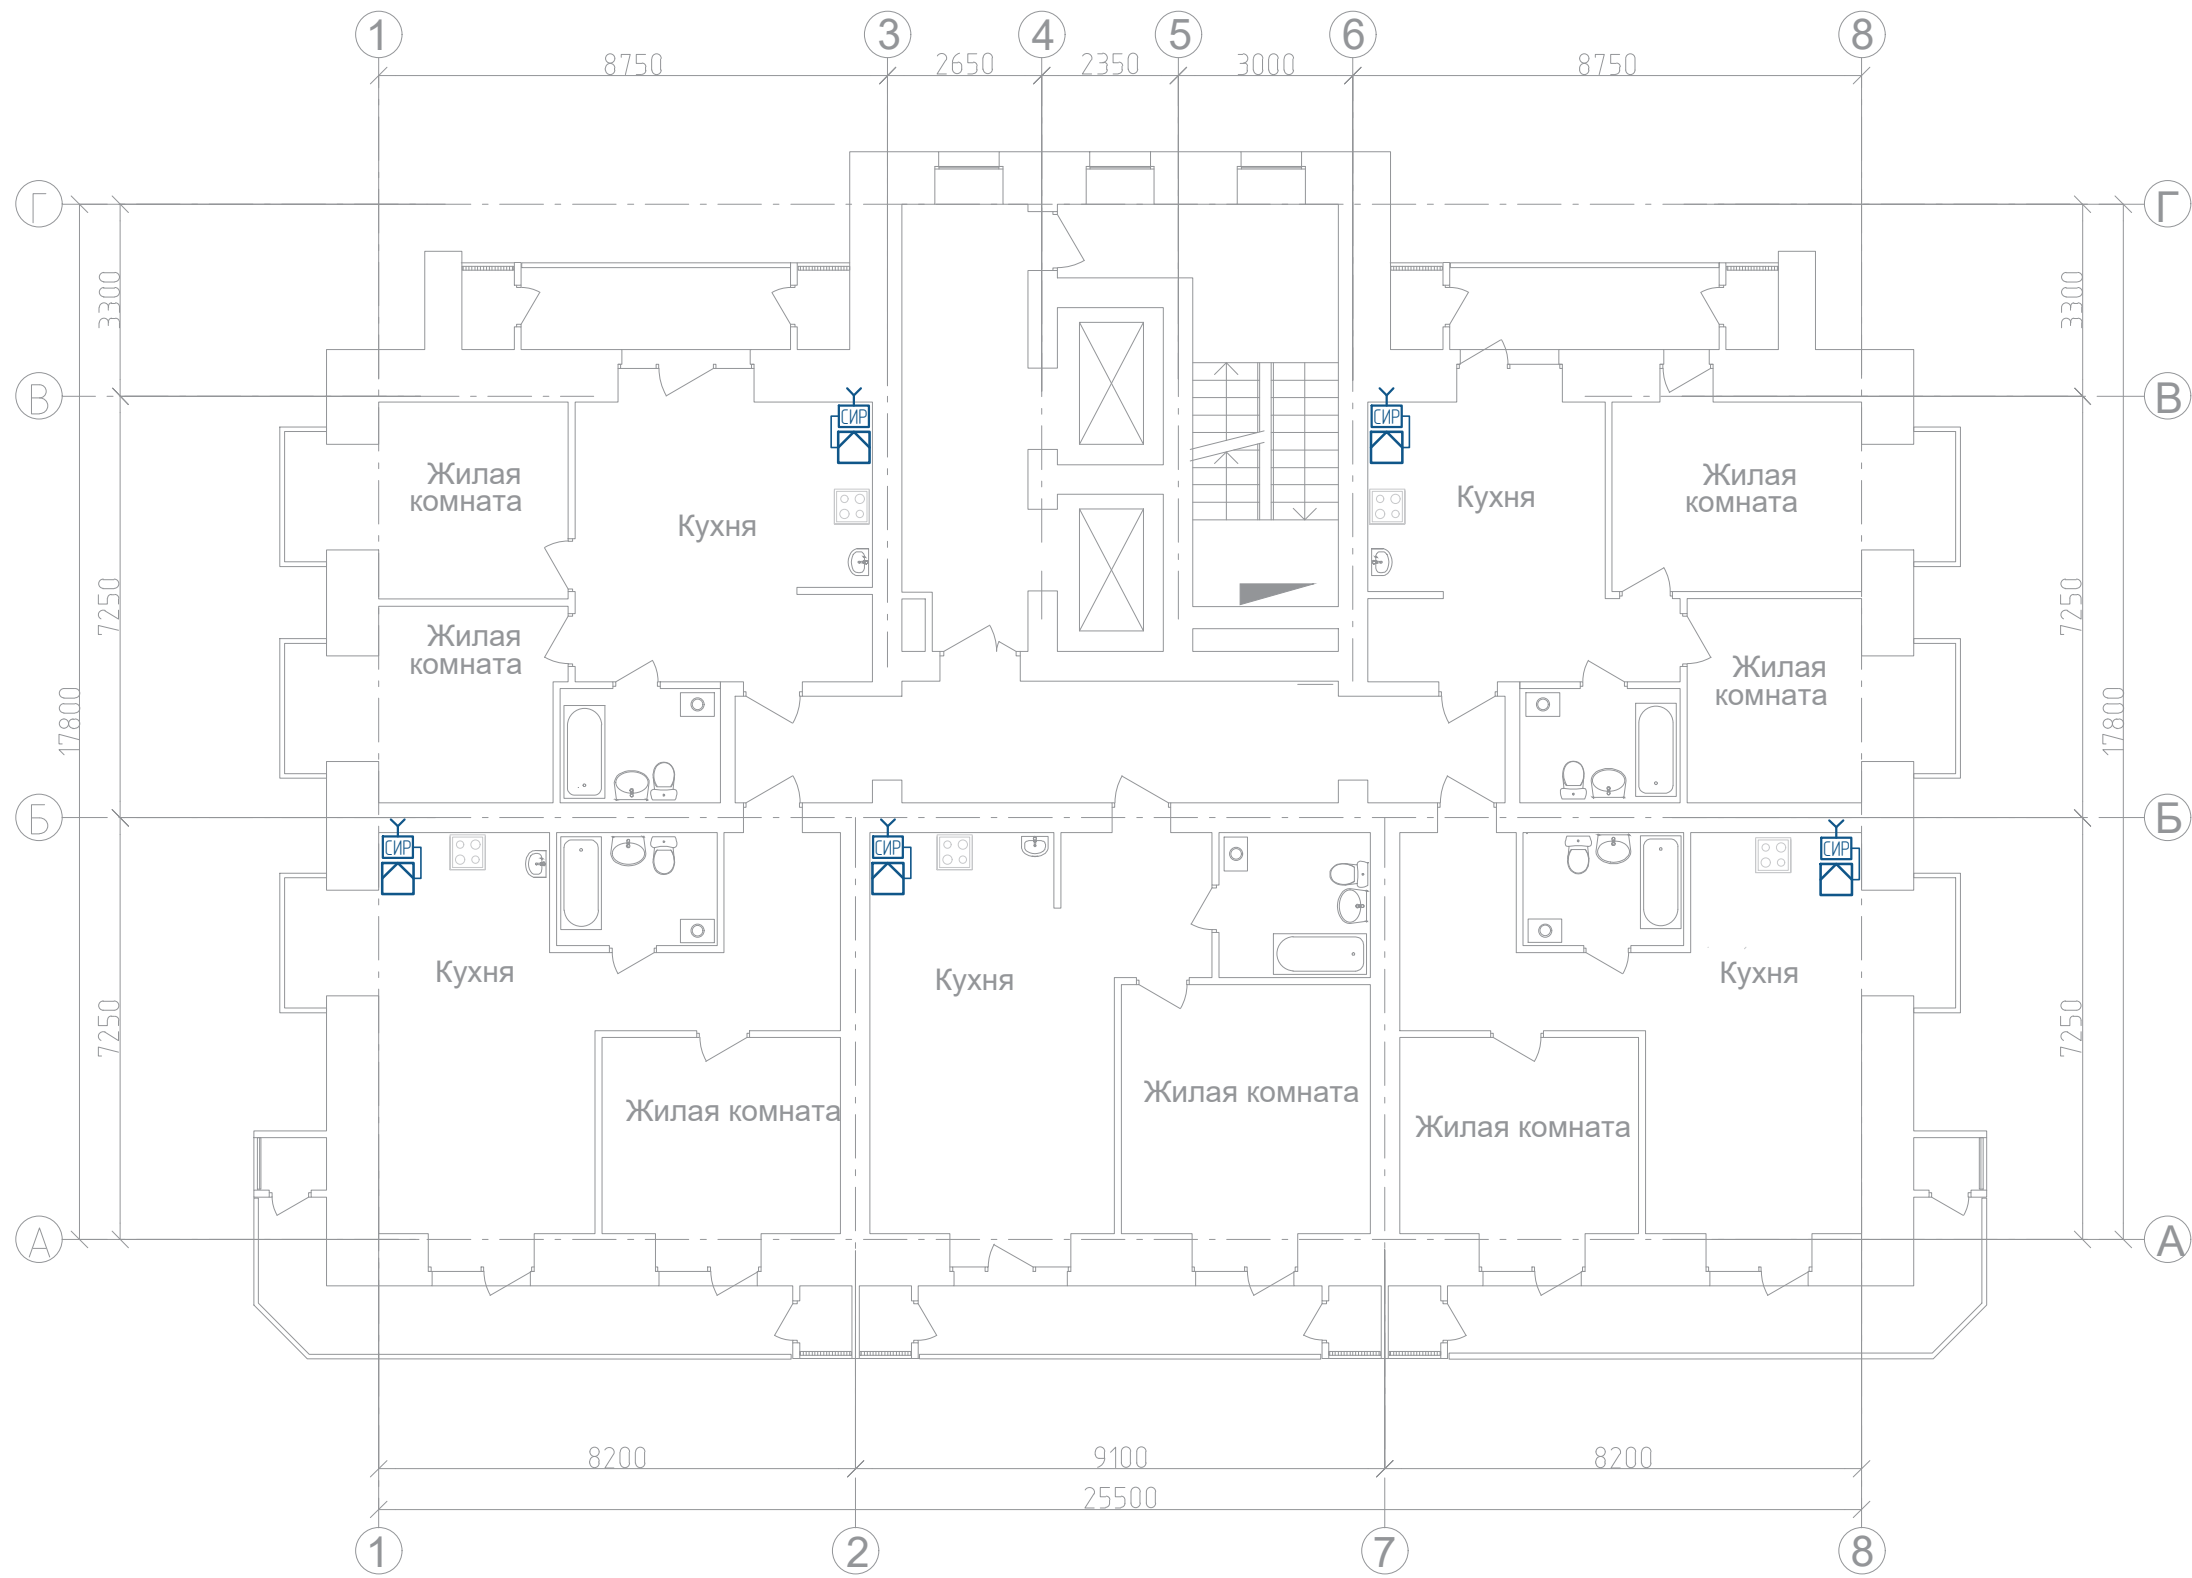 1 3 4 5 6 8
8750 2650 2350 3000 8750
Г Г
3300 3300
В В
СИР СИР
Жилая
комната
Кухня
Кухня
Жилая
комната
7250 7250
Жилая
комната
Жилая
комната
17800 17800
Б Б
СИР СИР СИР
Кухня
Кухня
Кухня
7250 7250
Жилая комната
Жилая комната
Жилая комната
А А
8200 9100 8200
25500
1 2 7 8